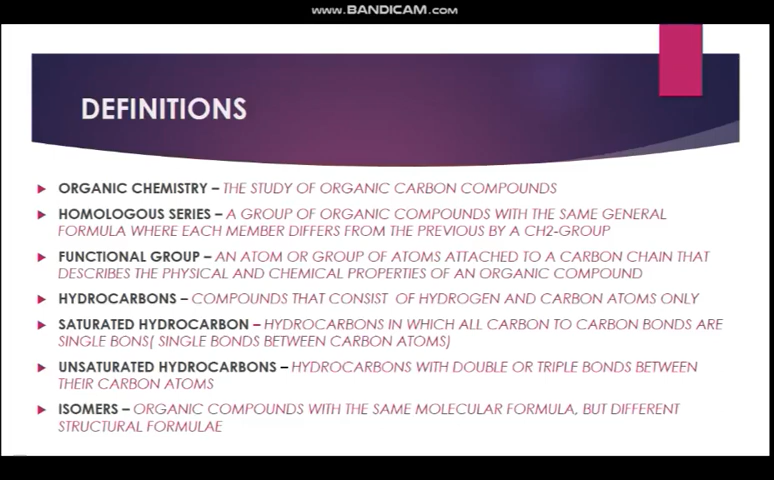 WWW.BANDICAM.COM
DEFINITIONS
ORGANIC CHEMISTRY – THE STUDY OF ORGANIC CARBON COMPOUNDS
HOMOLOGOUS SERIES – A GROUP OF ORGANIC COMPOUNDS WITH THE SAME GENERAL
FORMULA WHERE EACH MEMBER DIFFERS FROM THE PREVIOUS BY A CH2-GROUP
FUNCTIONAL GROUP – AN ATOM OR GROUP OF ATOMS ATTACHED TO A CARBON CHAIN THAT
DESCRIBES THE PHYSICAL AND CHEMICAL PROPERTIES OF AN ORGANIC COMPOUND
HYDROCARBONS – COMPOUNDS THAT CONSIST OF HYDROGEN AND CARBON ATOMS ONLY
SATURATED HYDROCARBON – HYDROCARBONS IN WHICH ALL CARBON TO CARBON BONDS ARE
SINGLE BONS( SINGLE BONDS BETWEEN CARBON ATOMS)
UNSATURATED HYDROCARBONS – HYDROCARBONS WITH DOUBLE OR TRIPLE BONDS BETWEEN
THEIR CARBON ATOMS
ISOMERS – ORGANIC COMPOUNDS WITH THE SAME MOLECULAR FORMULA, BUT DIFFERENT
STRUCTURAL FORMULAE